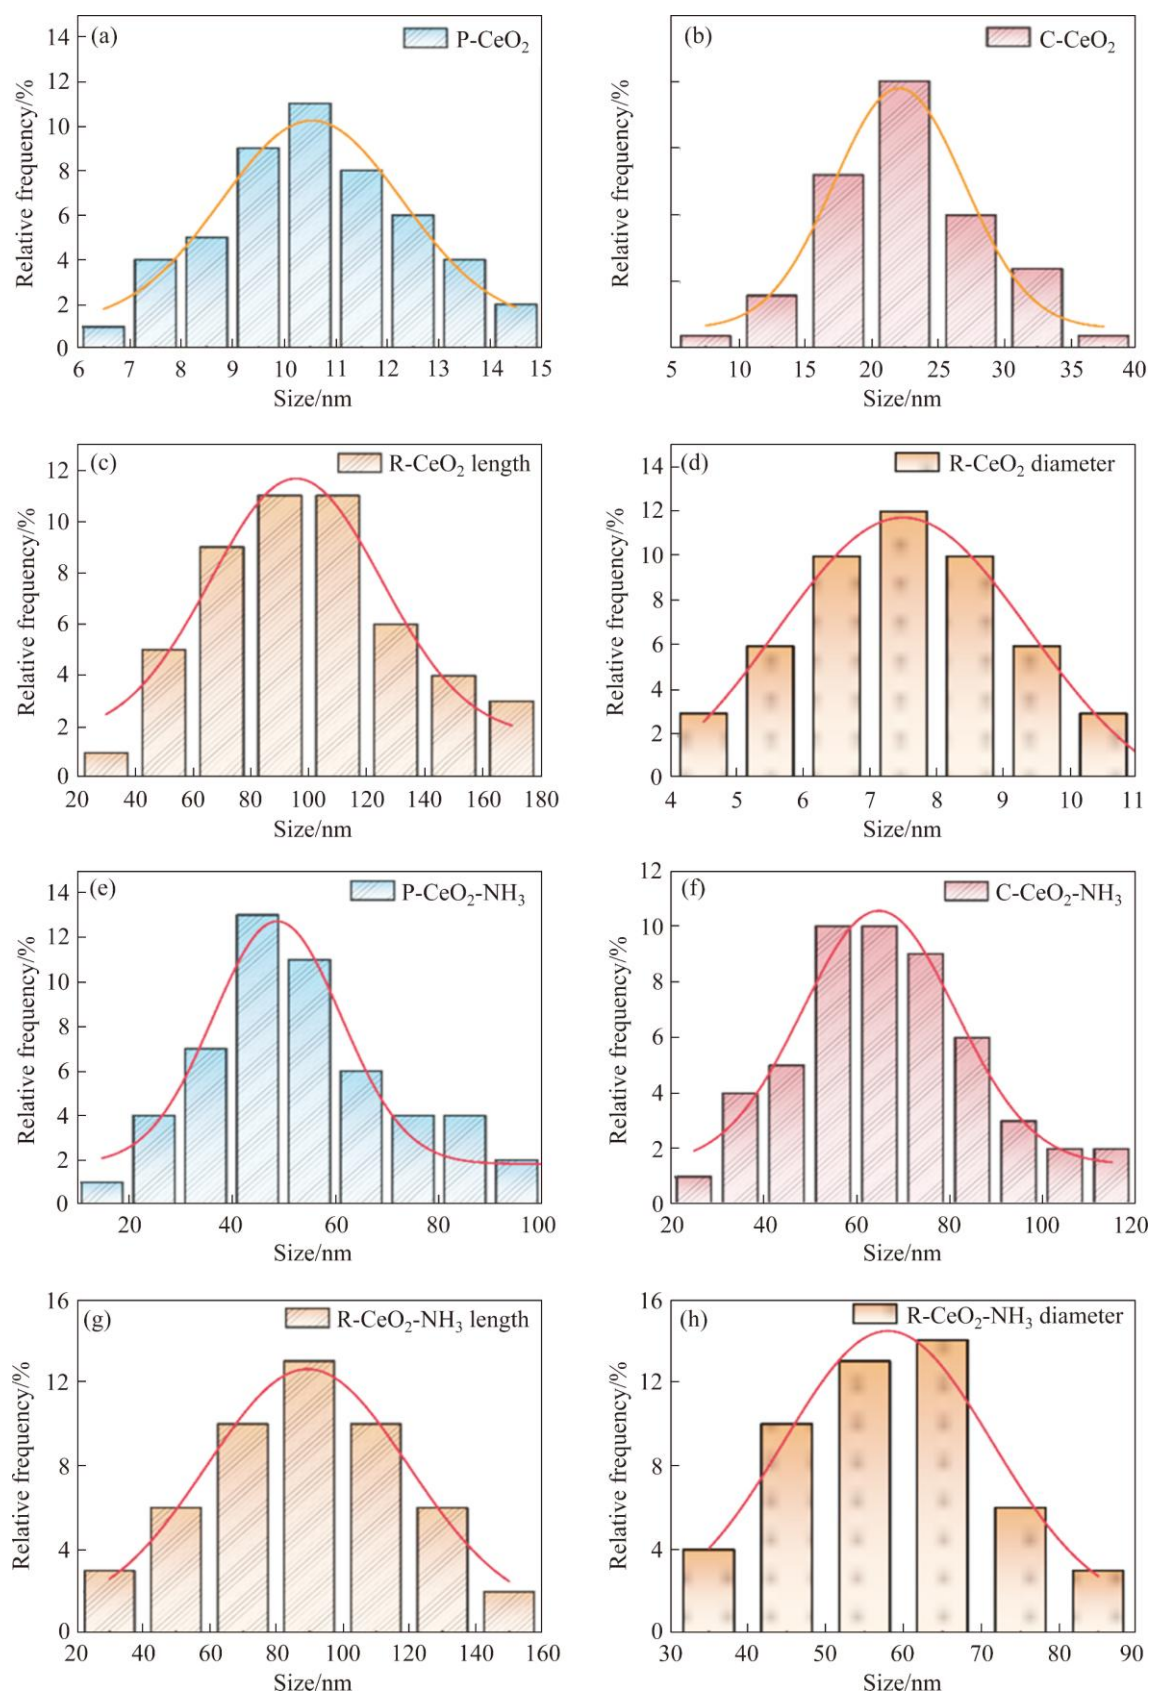 (a)
P-CeO₂
Relative frequency/%
14
12
10
8
6
4
2
0
6 7 8 9 10 11 12 13 14 15
Size/nm
(b)
C-CeO₂
Relative frequency/%
5 10 15 20 25 30 35 40
Size/nm
(c)
R-CeO₂ length
Relative frequency/%
12
10
8
6
4
2
0
20 40 60 80 100 120 140 160 180
Size/nm
(d)
R-CeO₂ diameter
Relative frequency/%
14
12
10
8
6
4
2
0
4 5 6 7 8 9 10 11
Size/nm
(e)
P-CeO₂-NH₃
Relative frequency/%
14
12
10
8
6
4
2
0
20 40 60 80 100
Size/nm
(f)
C-CeO₂-NH₃
Relative frequency/%
12
10
8
6
4
2
0
20 40 60 80 100 120
Size/nm
(g)
R-CeO₂-NH₃ length
Relative frequency/%
16
12
8
4
0
20 40 60 80 100 120 140 160
Size/nm
(h)
R-CeO₂-NH₃ diameter
Relative frequency/%
16
12
8
4
0
30 40 50 60 70 80 90
Size/nm